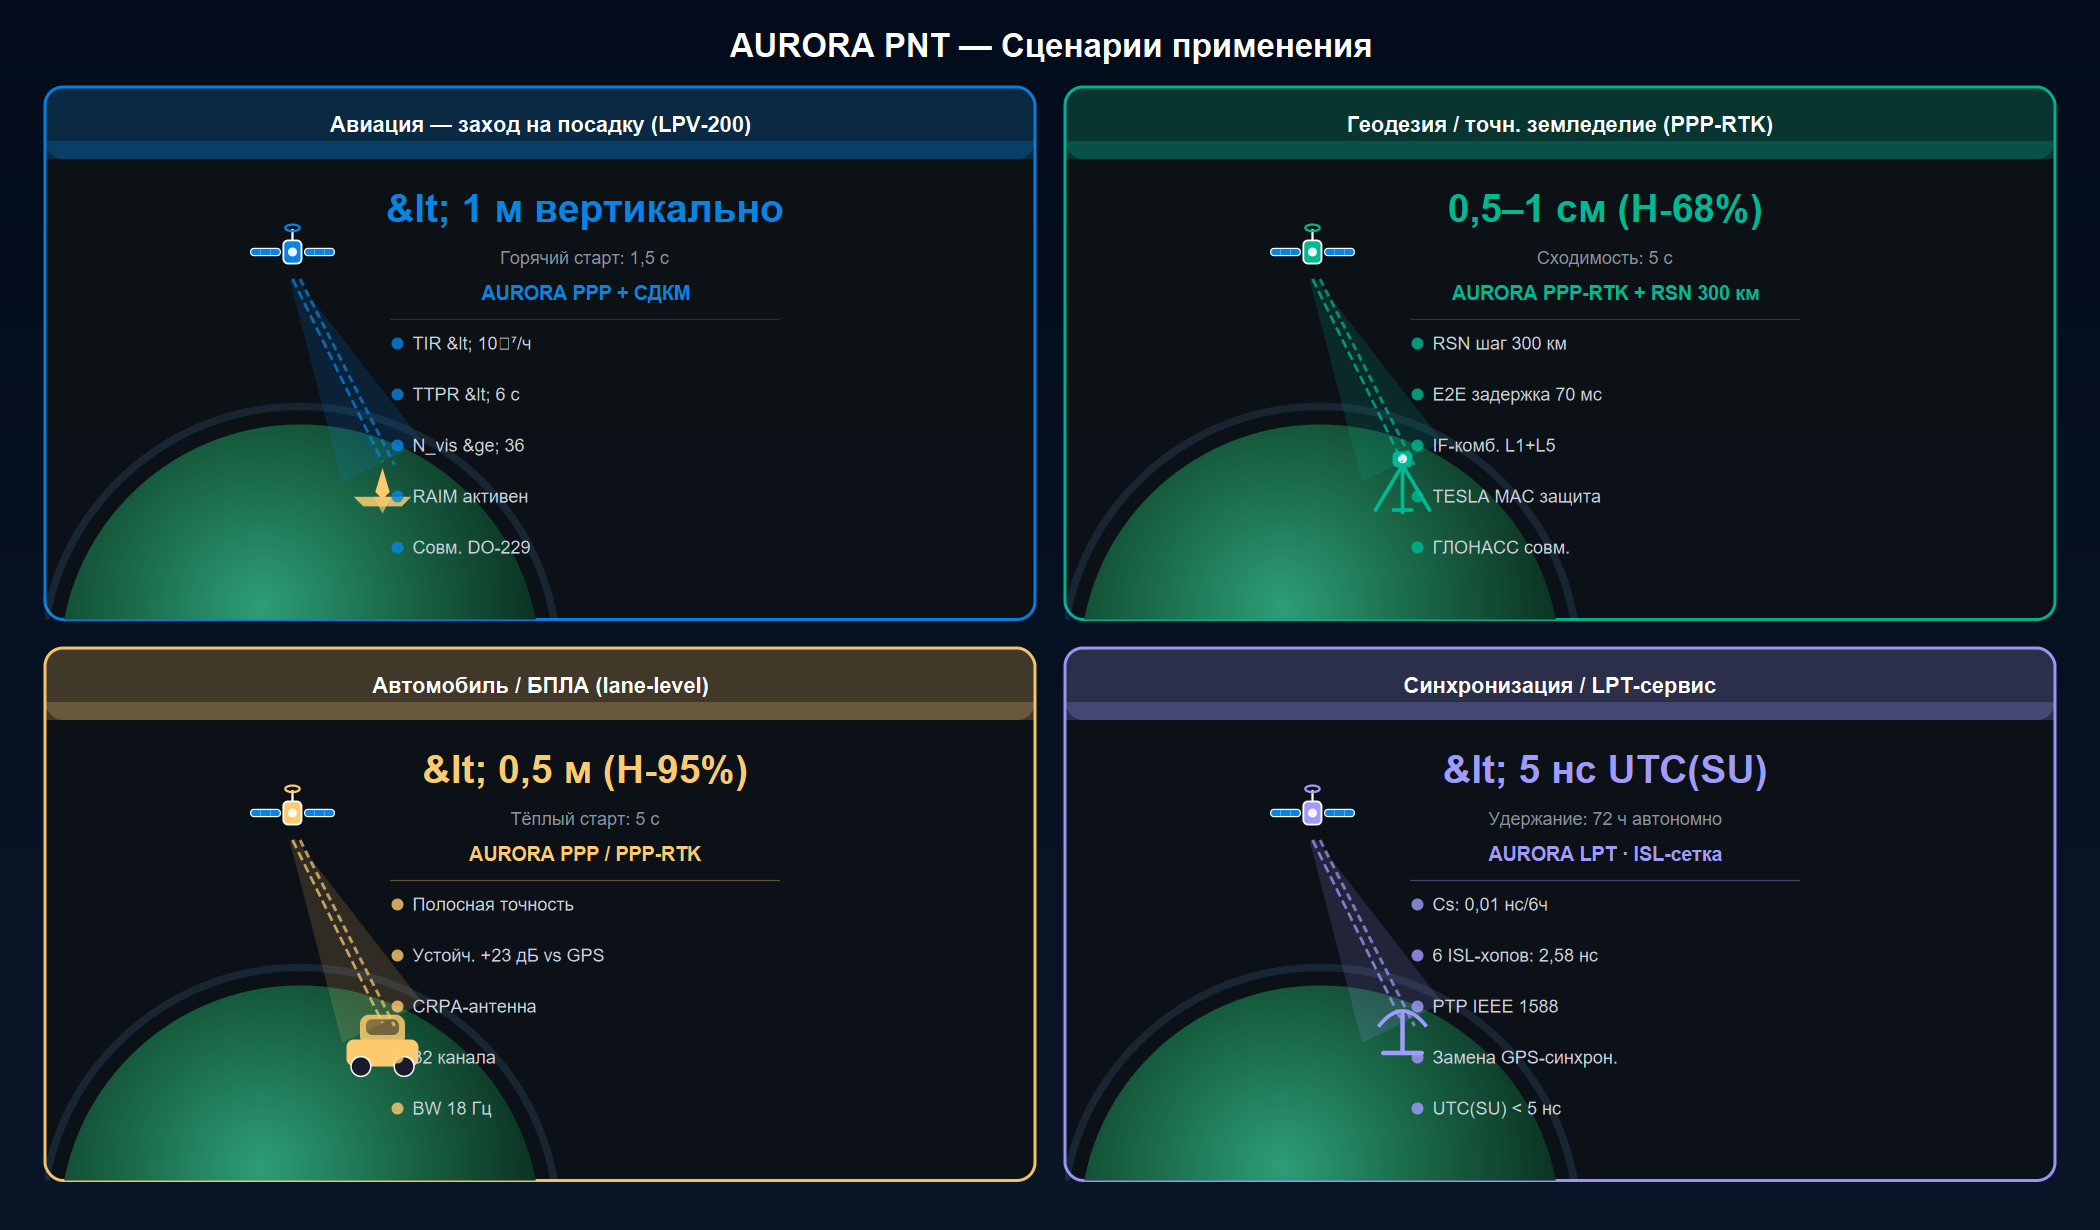 AURORA PNT — Сценарии применения
Авиация — заход на посадку (LPV-200)
&lt; 1 м вертикально
Горячий старт: 1,5 с
AURORA PPP + СДКМ
TIR &lt; 10□⁷/ч
TTPR &lt; 6 с
N_vis &ge; 36
RAIM активен
Совм. DO-229
Геодезия / точн. земледелие (PPP-RTK)
0,5–1 см (H-68%)
Сходимость: 5 с
AURORA PPP-RTK + RSN 300 км
RSN шаг 300 км
E2E задержка 70 мс
IF-комб. L1+L5
TESLA MAC защита
ГЛОНАСС совм.
Автомобиль / БПЛА (lane-level)
&lt; 0,5 м (H-95%)
Тёплый старт: 5 с
AURORA PPP / PPP-RTK
Полосная точность
Устойч. +23 дБ vs GPS
CRPA-антенна
32 канала
BW 18 Гц
Синхронизация / LPT-сервис
&lt; 5 нс UTC(SU)
Удержание: 72 ч автономно
AURORA LPT · ISL-сетка
Cs: 0,01 нс/6ч
6 ISL-хопов: 2,58 нс
PTP IEEE 1588
Замена GPS-синхрон.
UTC(SU) < 5 нс